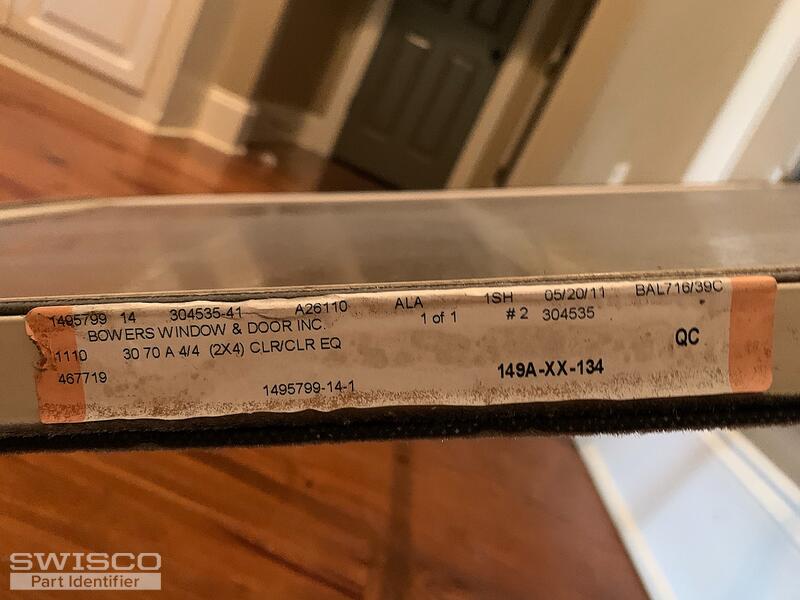 1495799 14 304535-41 A26110 ALA 1SH 05/20/11 BAL716/39C
BOWERS WINDOW & DOOR INC. 1 of 1 #2 304535
1110 30 70 A 4/4 (2X4) CLR/CLR EQ QC
467719 1495799-14-1 149A-XX-134
SWISCO
Part Identifier